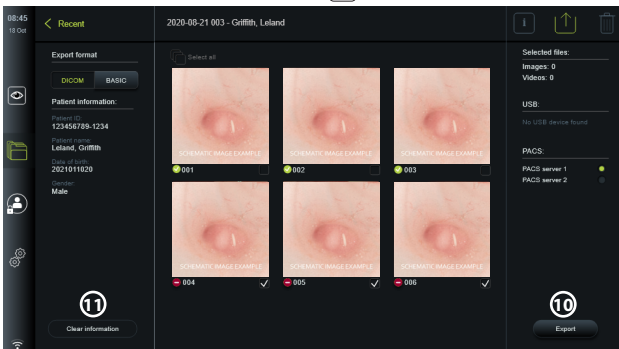 08:45
18 Oct
Recent
2020-08-21 003 - Griffith, Leland
i
Export format
DICOM BASIC
Patient information:
Patient ID:
123456789-1234
Patient name:
Leland, Griffith
Data of birth:
2021011020
Gender:
Male
11
Clear information
Select all
SCHEMATIC IMAGE EXAMPLE
SCHEMATIC IMAGE EXAMPLE
SCHEMATIC IMAGE EXAMPLE
001
002
003
SCHEMATIC IMAGE EXAMPLE
SCHEMATIC IMAGE EXAMPLE
SCHEMATIC IMAGE EXAMPLE
004
005
006
Selected files:
Images: 0
Videos: 0
USB:
No USB device found
PACS:
PACS server 1
PACS server 2
10
Export